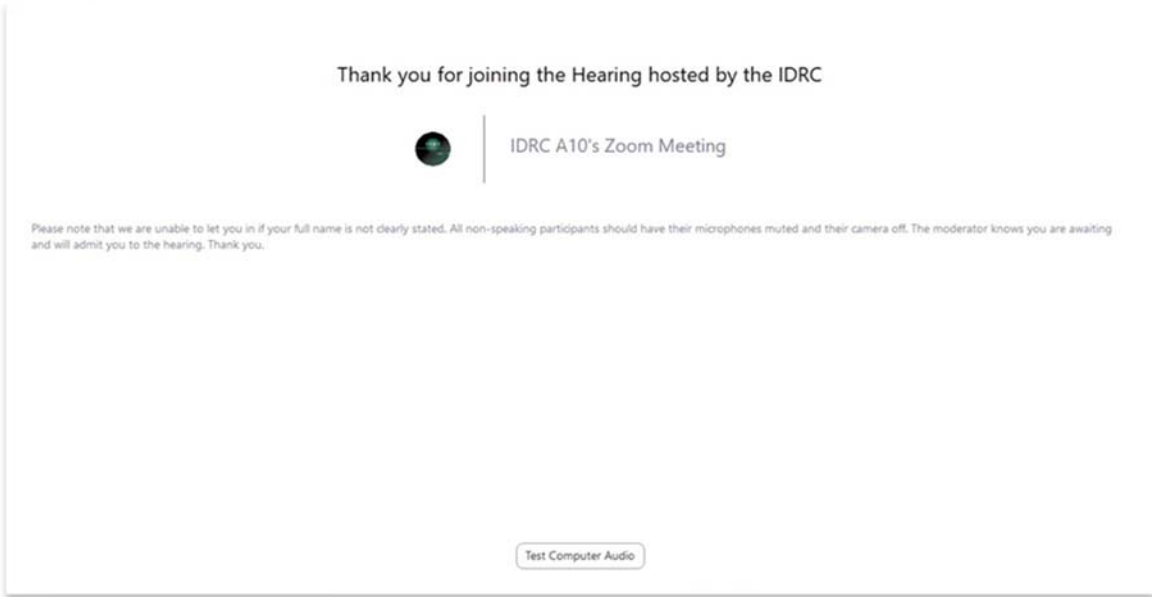 Thank you for joining the Hearing hosted by the IDRC
IDRC A10's Zoom Meeting
Please note that we are unable to let you in if your full name is not clearly stated. All non-speaking participants should have their microphones muted and their camera off. The moderator knows you are awaiting
and will admit you to the hearing. Thank you.
Test Computer Audio